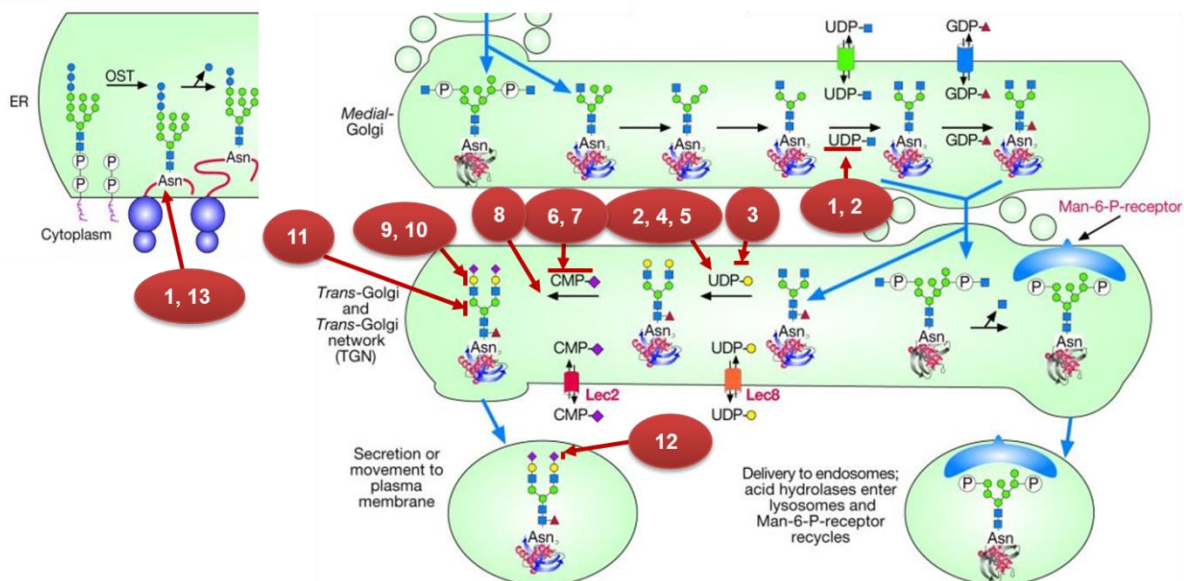 ER
OST
P
P
P
P
Asn
Asn
Cytoplasm
1, 13
UDP-
GDP-
UDP-
GDP-
Medial-
Golgi
P
P
Asn
Asn
Asn
Asn
UDP-
Asn
GDP-
Asn
1, 2
Man-6-P-receptor
11
9, 10
8
6, 7
2, 4, 5
3
CMP-
UDP-
Trans-Golgi
and
Trans-Golgi
network
(TGN)
Asn
Asn
Asn
P
P
Asn
P
P
Asn
CMP-
UDP-
Lec2
Lec8
CMP-
UDP-
12
Secretion or
movement to
plasma
membrane
Asn
Delivery to endosomes;
acid hydrolases enter
lysosomes and
Man-6-P-receptor
recycles
P
P
Asn